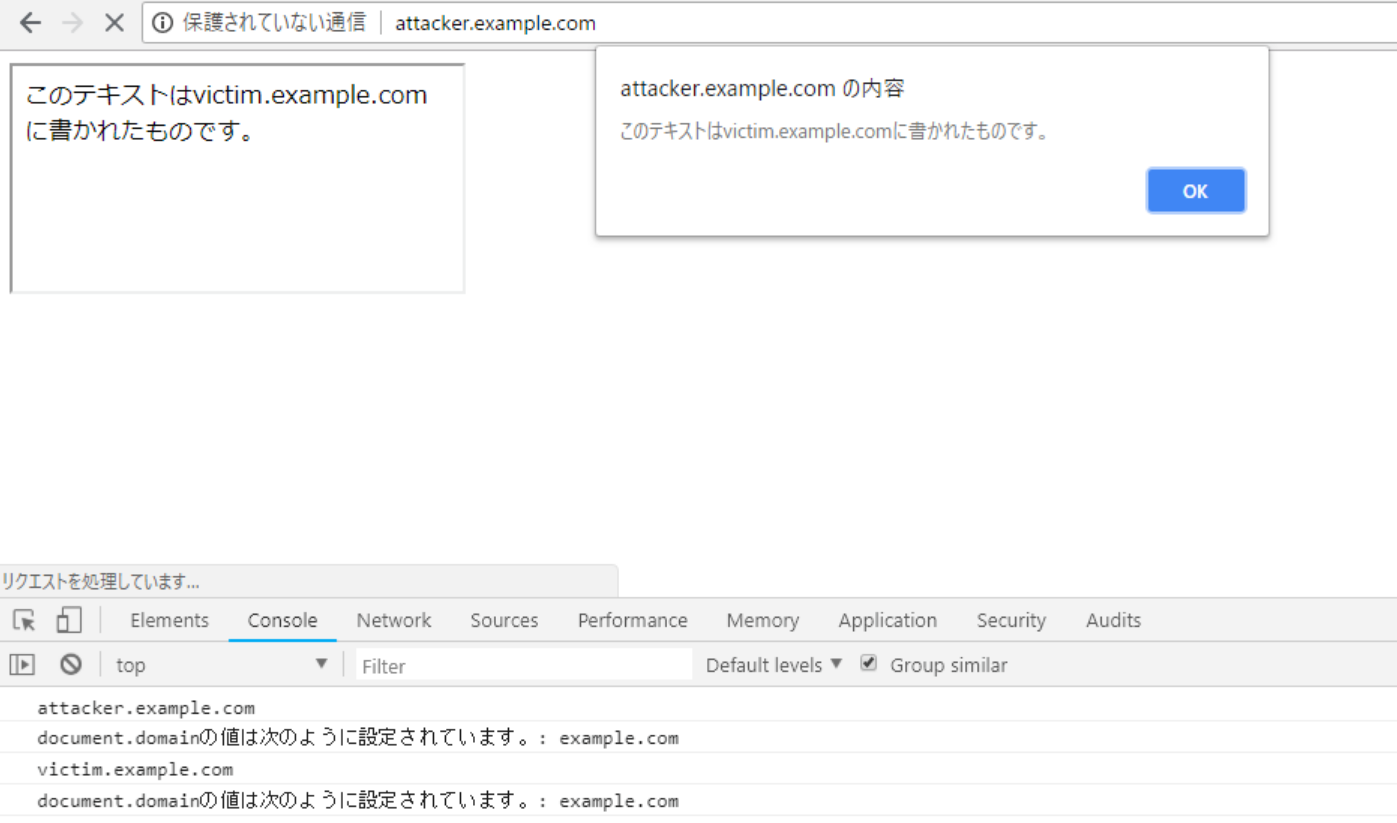 保護されていない通信 attacker.example.com
このテキストはvictim.example.com
に書かれたものです。
attacker.example.com の内容
このテキストはvictim.example.comに書かれたものです。
OK
リクエストを処理しています...
Elements Console Network Sources Performance Memory Application Security Audits
top Filter Default levels Group similar
attacker.example.com
document.domainの値は次のように設定されています。: example.com
victim.example.com
document.domainの値は次のように設定されています。: example.com